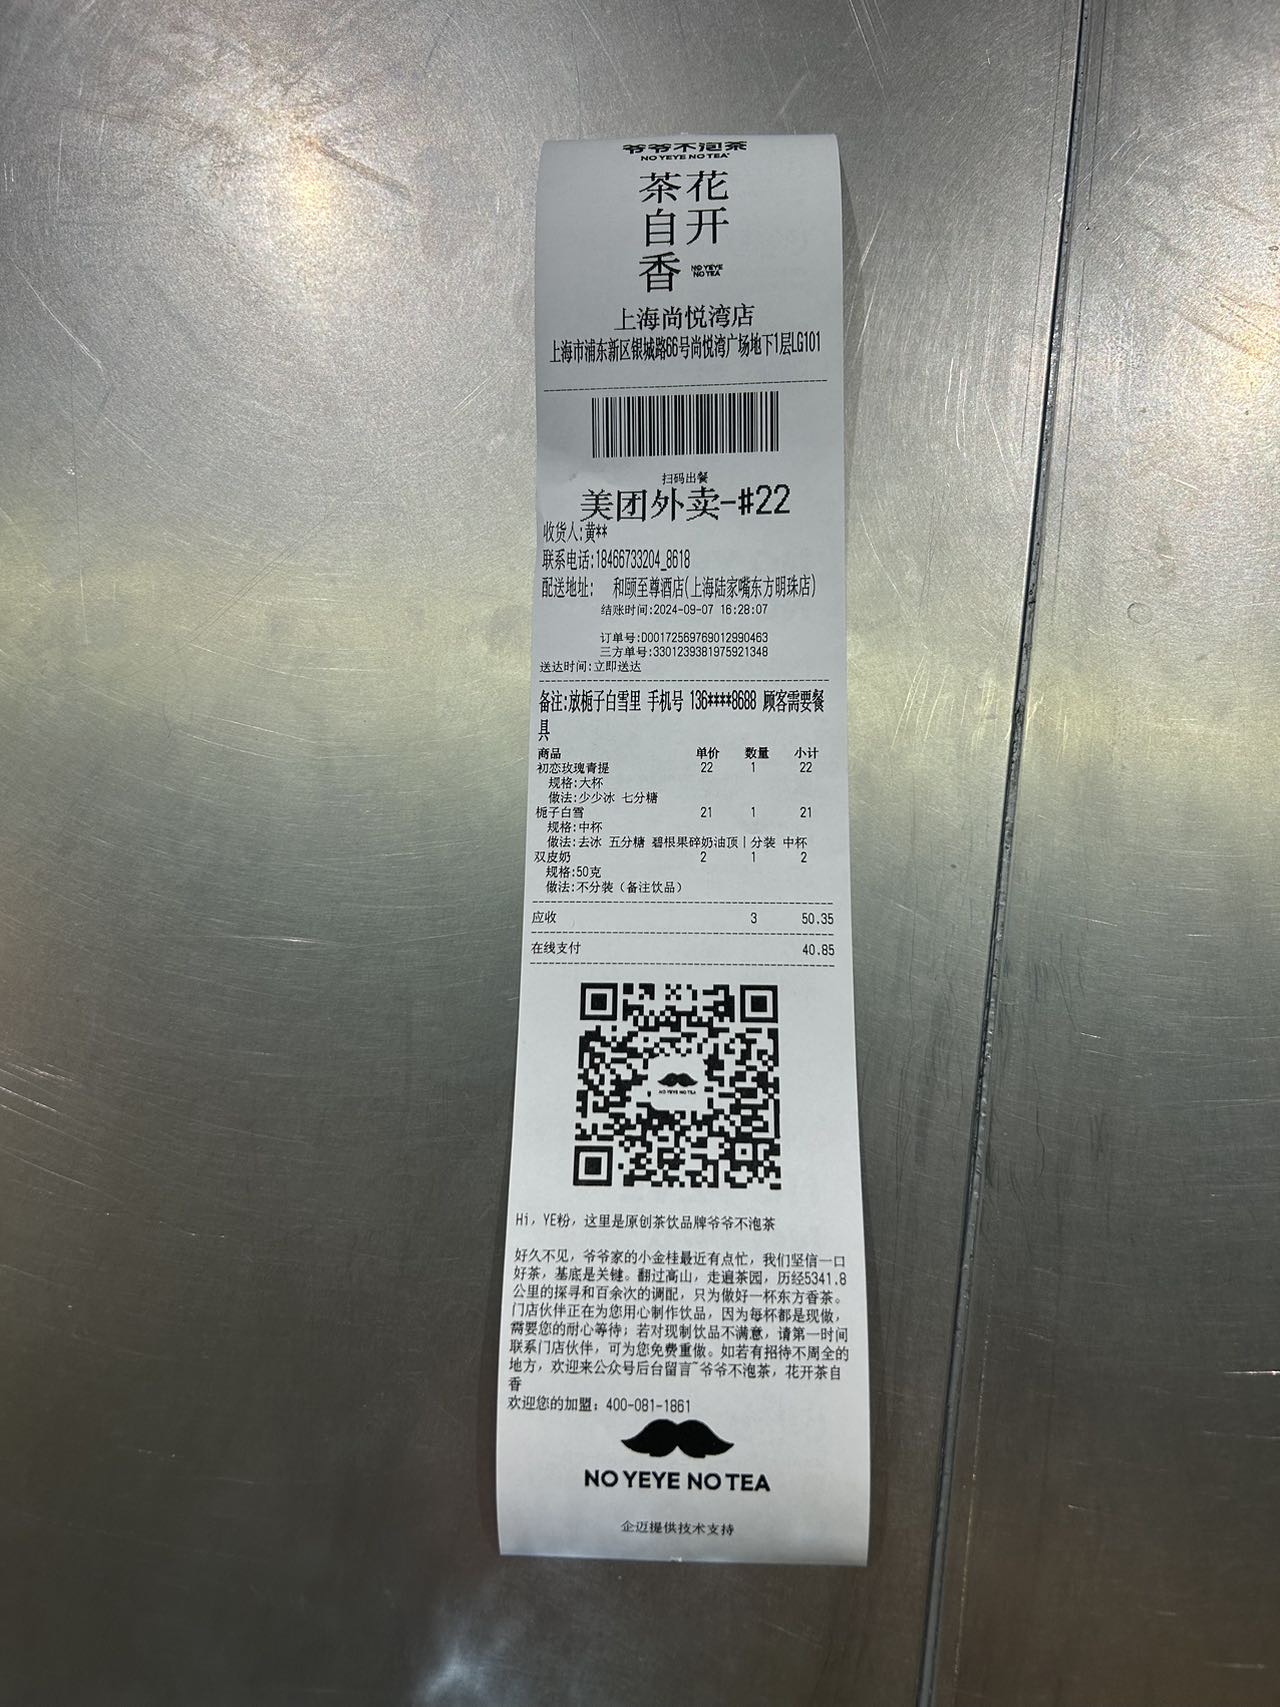 爷爷不泡茶
NO YEYE NO TEA
茶花
自开
香 NO YEYE
NO TEA
上海尚悦湾店
上海市浦东新区银城路66号尚悦湾广场地下1层LG101
扫码出餐
美团外卖-#22
收货人:黄**
联系电话:18466733204_8618
配送地址: 和颐至尊酒店(上海陆家嘴东方明珠店)
结账时间:2024-09-07 16:28:07
订单号:D00172569769012990463
三方单号:3301239381975921348
送达时间:立即送达
备注:放栀子白雪里 手机号 136****8688 顾客需要餐
具
商品 单价 数量 小计
初恋玫瑰青提 22 1 22
规格:大杯
做法:少少冰 七分糖
栀子白雪 21 1 21
规格:中杯
做法:去冰 五分糖 碧根果碎奶油顶|分装 中杯
双皮奶 2 1 2
规格:50克
做法:不分装（备注饮品）
应收 3 50.35
在线支付 40.85
NO YEYE NO TEA
Hi，YE粉，这里是原创茶饮品牌爷爷不泡茶
好久不见，爷爷家的小金桂最近有点忙，我们坚信一口
好茶，基底是关键。翻过高山，走遍茶园，历经5341.8
公里的探寻和百余次的调配，只为做好一杯东方香茶。
门店伙伴正在为您用心制作饮品，因为每杯都是现做，
需要您的耐心等待；若对现制饮品不满意，请第一时间
联系门店伙伴，可为您免费重做。如若有招待不周全的
地方，欢迎来公众号后台留言~爷爷不泡茶，花开茶自
香
欢迎您的加盟：400-081-1861
NO YEYE NO TEA
企迈提供技术支持